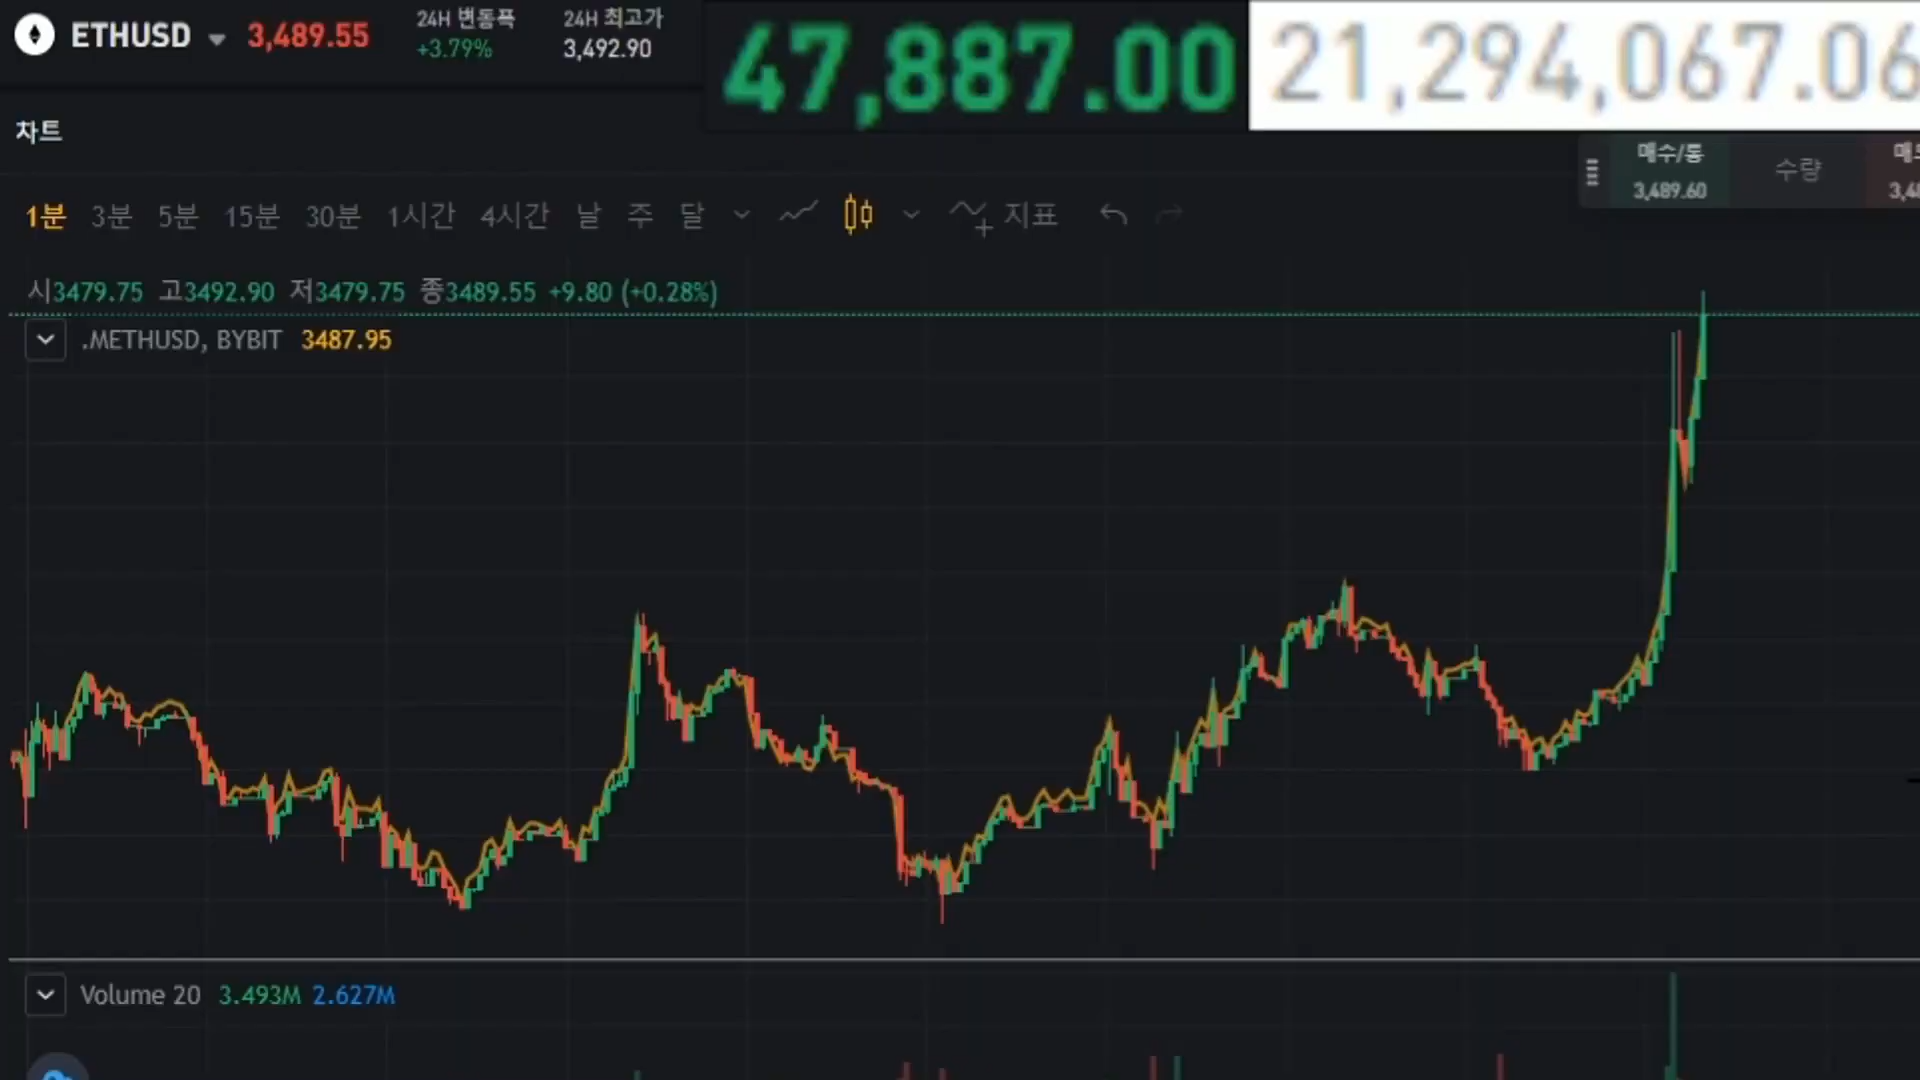 ETHUSD 3,489.55 24H 변동폭 24H 최고가
+3.79% 3,492.90
47,887.00 21,294,067.06
차트
매수/롱 수량
3,489.60
1분 3분 5분 15분 30분 1시간 4시간 날 주 달 지표
시3479.75 고3492.90 저3479.75 종3489.55 +9.80 (+0.28%)
.METHUSD, BYBIT 3487.95
Volume 20 3.493M 2.627M